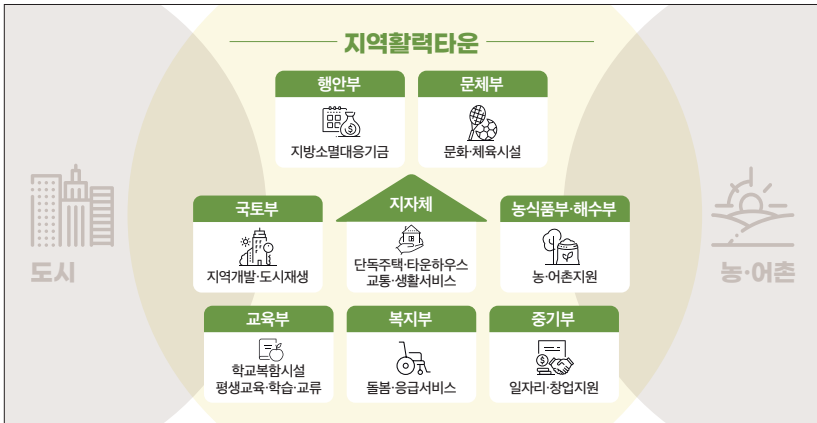 지역활력타운
행안부
지방소멸대응기금
문체부
문화·체육시설
도시
국토부
지역개발·도시재생
지자체
단독주택·타운하우스
교통·생활서비스
농식품부·해수부
농·어촌지원
농·어촌
교육부
학교복합시설
평생교육·학습·교류
복지부
돌봄·응급서비스
중기부
일자리·창업지원